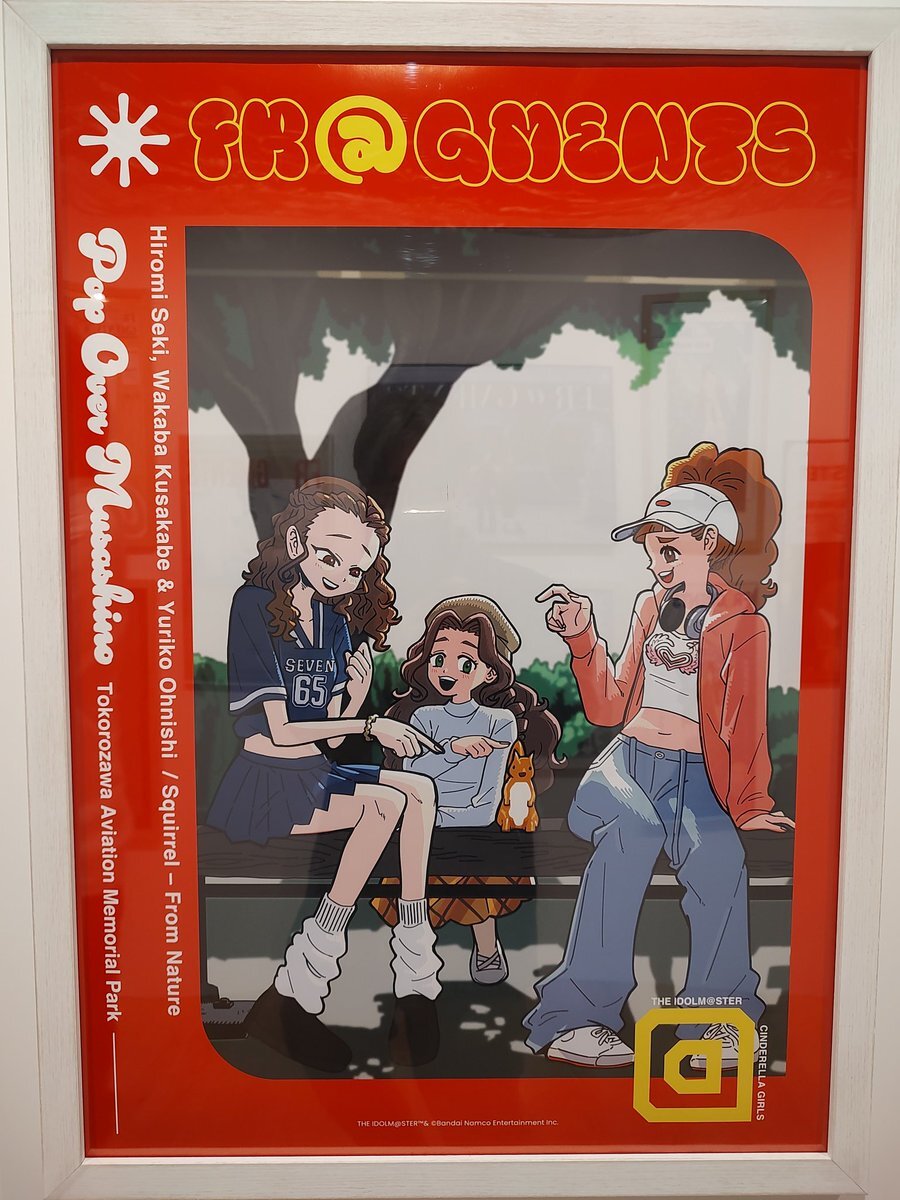 FR@GMENTS
Pop Over Musashino Tokorozawa Aviation Memorial Park
Hiromi Seki, Wakaba Kusakabe & Yuriko Ohnishi / Squirrel – From Nature
SEVEN
65
THE IDOLM@STER
CINDERELLA GIRLS
THE IDOLM@STER™& ©Bandai Namco Entertainment Inc.